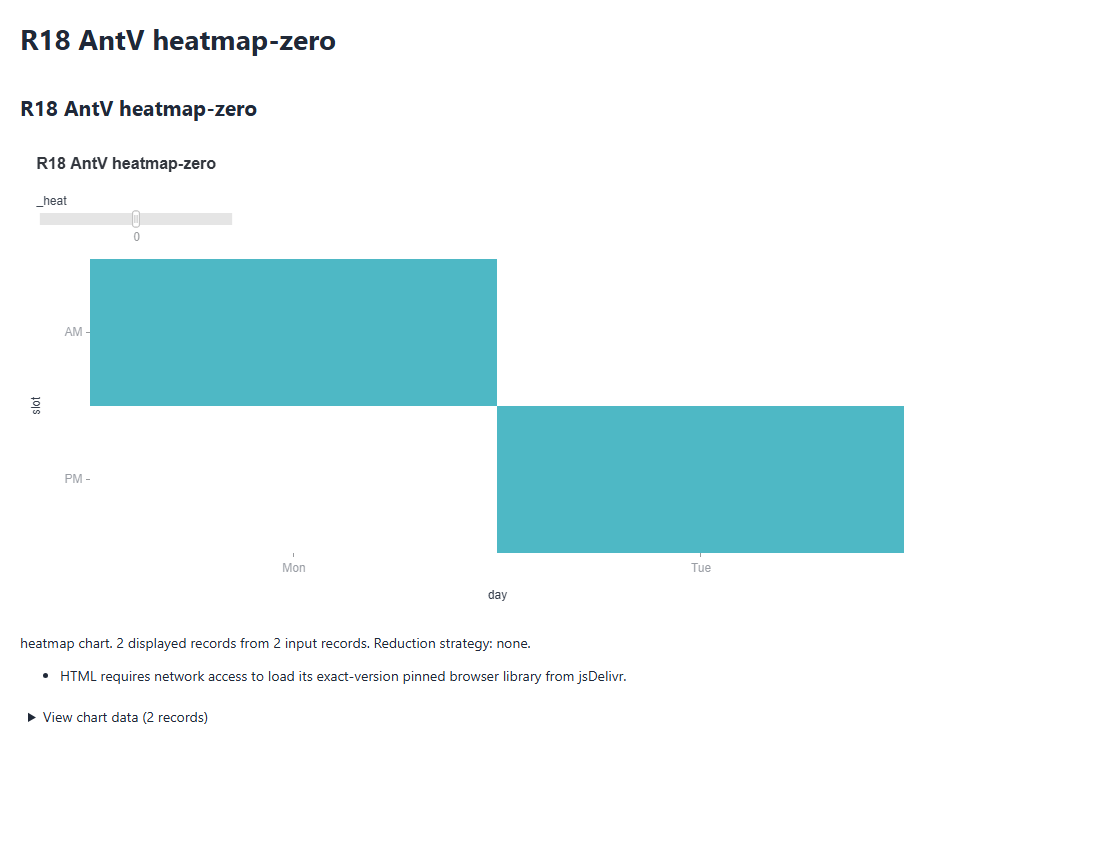 R18 AntV heatmap-zero
R18 AntV heatmap-zero
R18 AntV heatmap-zero
_heat
0
AM
slot
PM
Mon
Tue
day
heatmap chart. 2 displayed records from 2 input records. Reduction strategy: none.
HTML requires network access to load its exact-version pinned browser library from jsDelivr.
View chart data (2 records)